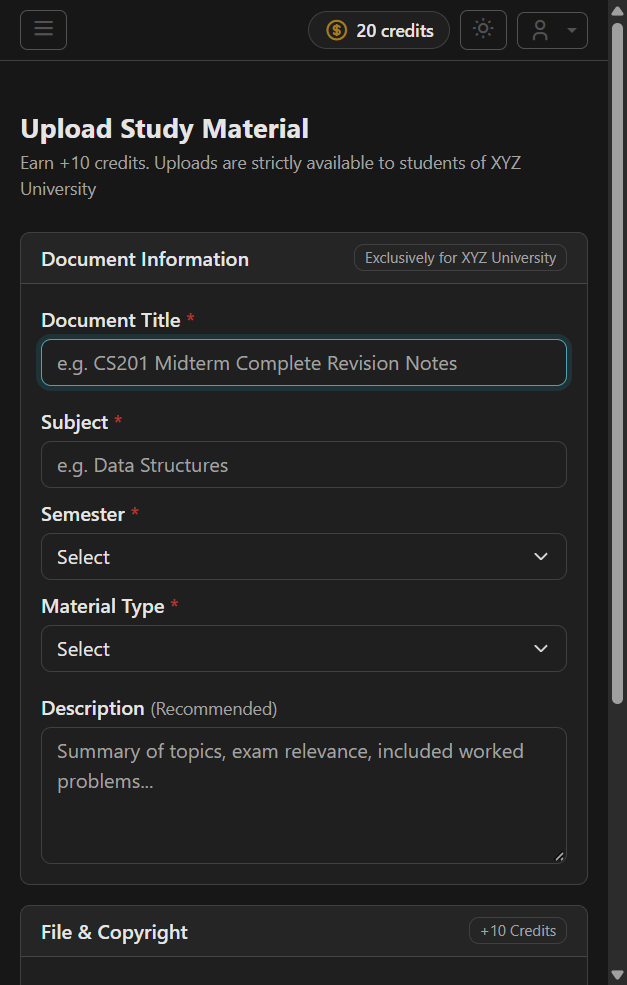 20 credits
Upload Study Material
Earn +10 credits. Uploads are strictly available to students of XYZ
University
Document Information
Exclusively for XYZ University
Document Title *
e.g. CS201 Midterm Complete Revision Notes
Subject *
e.g. Data Structures
Semester *
Select
Material Type *
Select
Description (Recommended)
Summary of topics, exam relevance, included worked
problems...
File & Copyright
+10 Credits